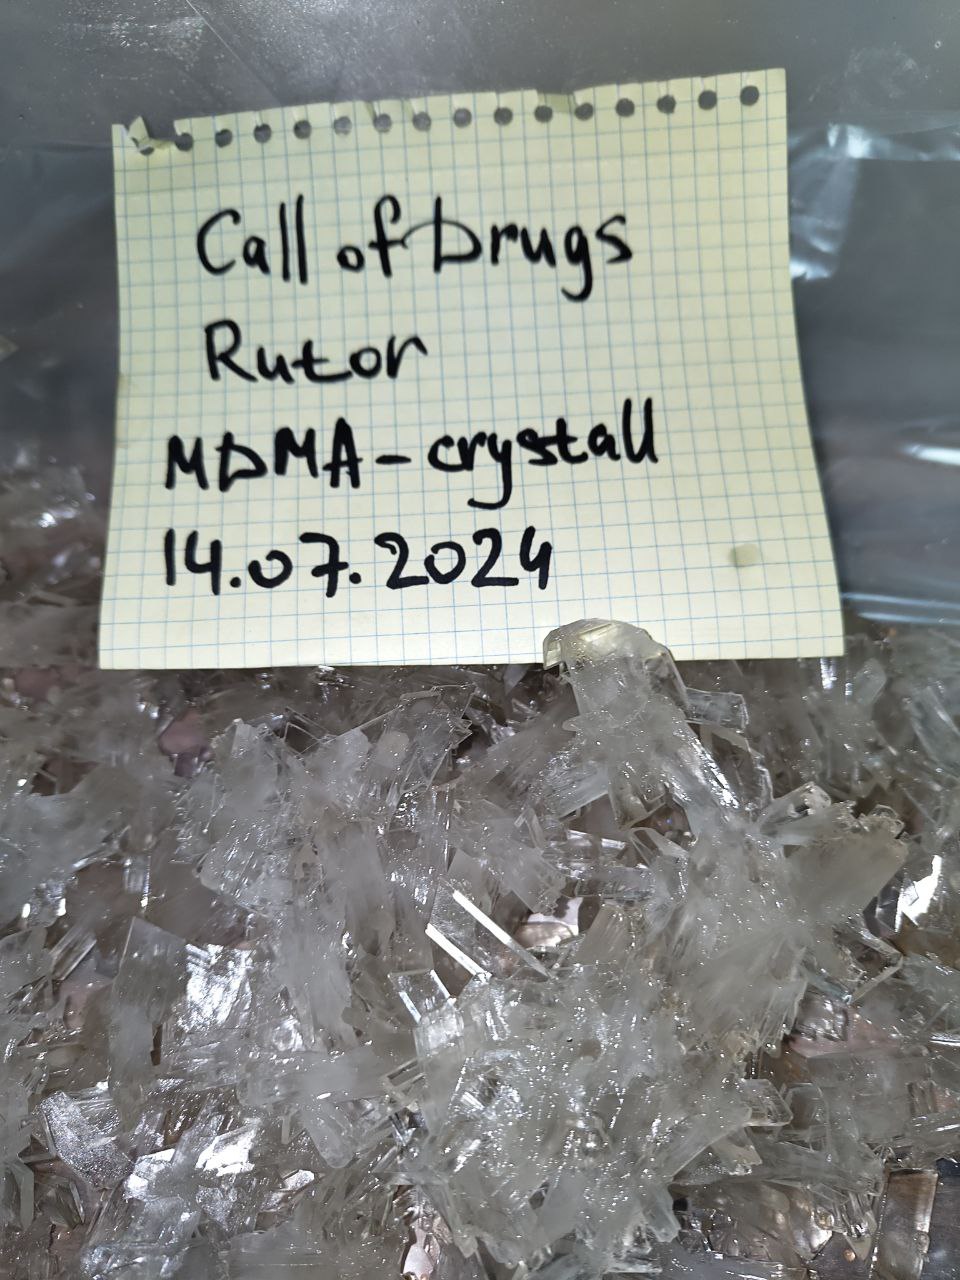 Call of Drugs
Rutor
MDMA-crystall
14.07.2024